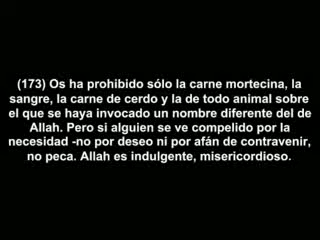 (173) Os ha prohibido sólo la carne mortecina, la
sangre, la carne de cerdo y la de todo animal sobre
el que se haya invocado un nombre diferente del de
Allah. Pero si alguien se ve compelido por la
necesidad -no por deseo ni por afán de contravenir,
no peca. Allah es indulgente, misericordioso.